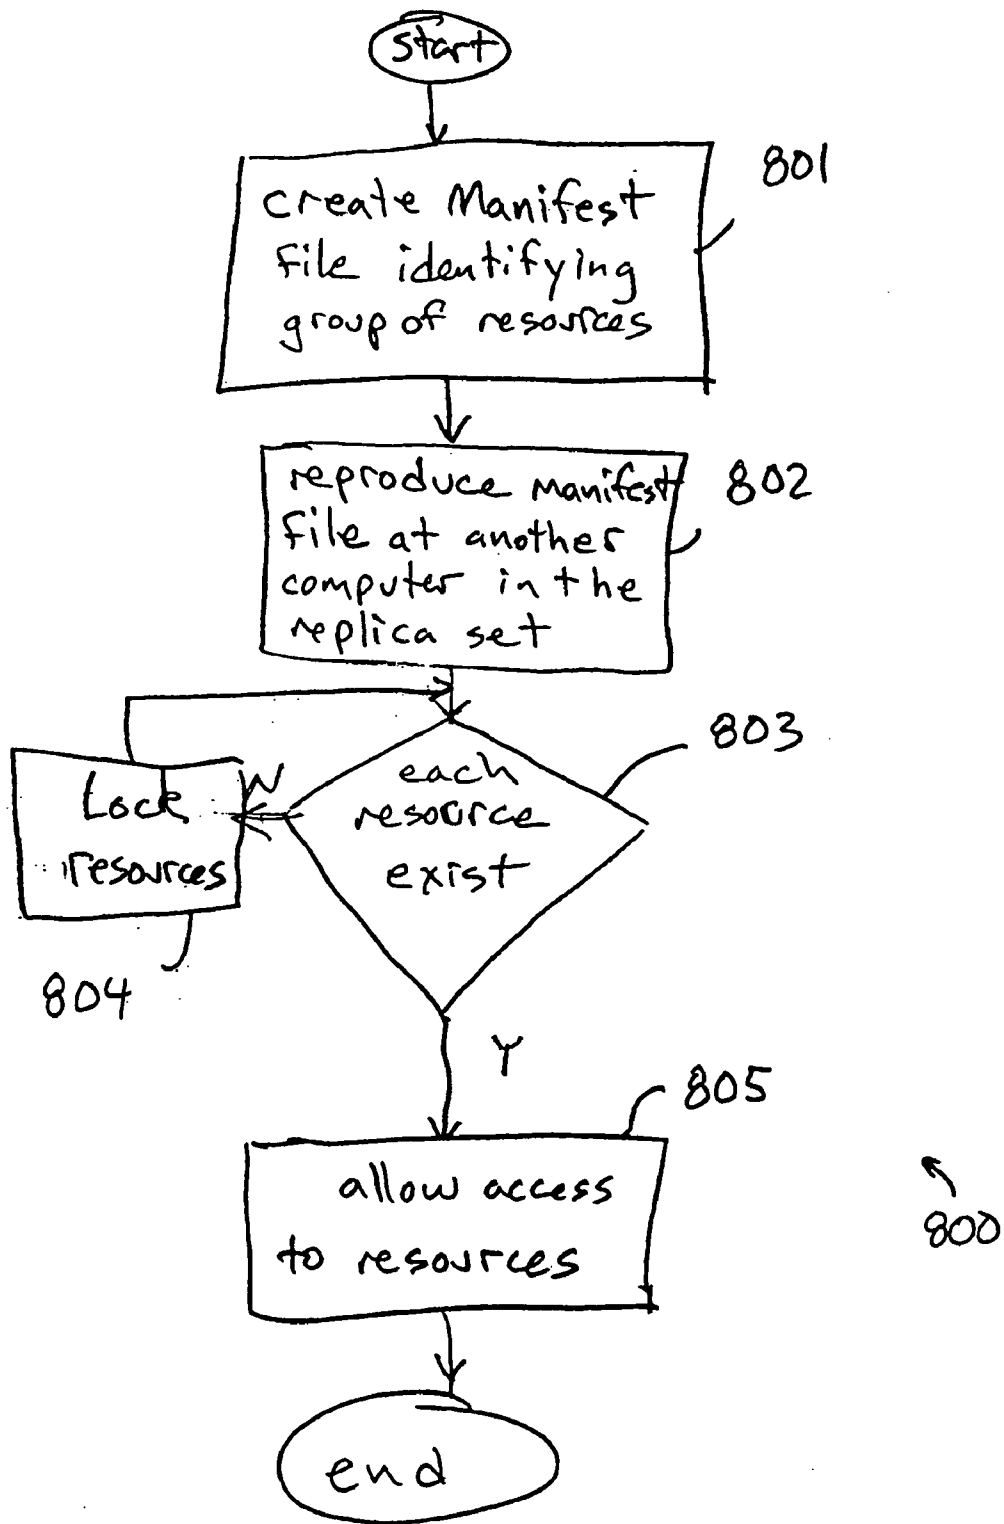 start
801
create Manifest
file identifying
group of resources
802
reproduce manifest
file at another
computer in the
replica set
803
each
resource
exist
N
Lock
resources
804
Y
805
allow access
to resources
800
end